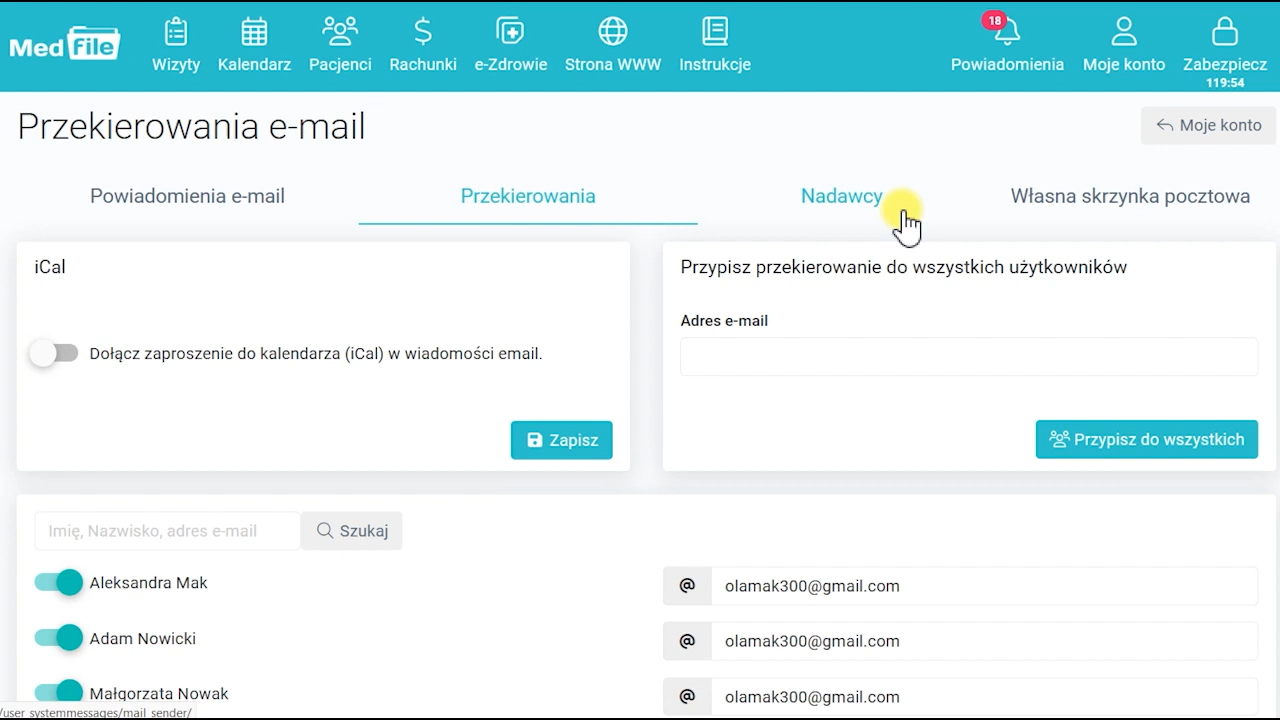 Med File
Wizyty
Kalendarz
Pacjenci
Rachunki
e-Zdrowie
Strona WWW
Instrukcje
18
Powiadomienia
Moje konto
Zabezpiecz
119:54
Przekierowania e-mail
Moje konto
Powiadomienia e-mail
Przekierowania
Nadawcy
Własna skrzynka pocztowa
iCal
Dołącz zaproszenie do kalendarza (iCal) w wiadomości email.
Zapisz
Przypisz przekierowanie do wszystkich użytkowników
Adres e-mail
Przypisz do wszystkich
Imię, Nazwisko, adres e-mail
Szukaj
Aleksandra Mak
@ olamak300@gmail.com
Adam Nowicki
@ olamak300@gmail.com
Małgorzata Nowak
@ olamak300@gmail.com
/user_systemmessages/mail_sender/